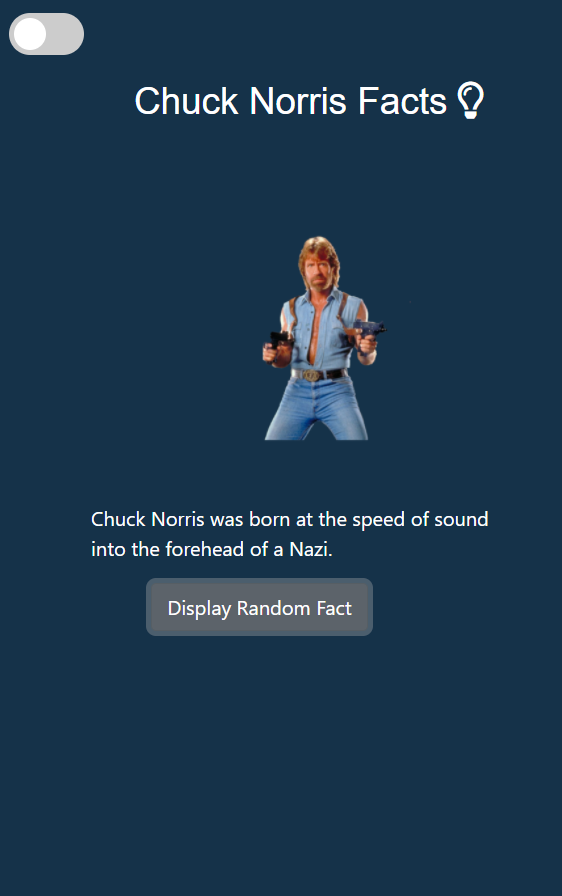 Chuck Norris Facts
Chuck Norris was born at the speed of sound
into the forehead of a Nazi.
Display Random Fact